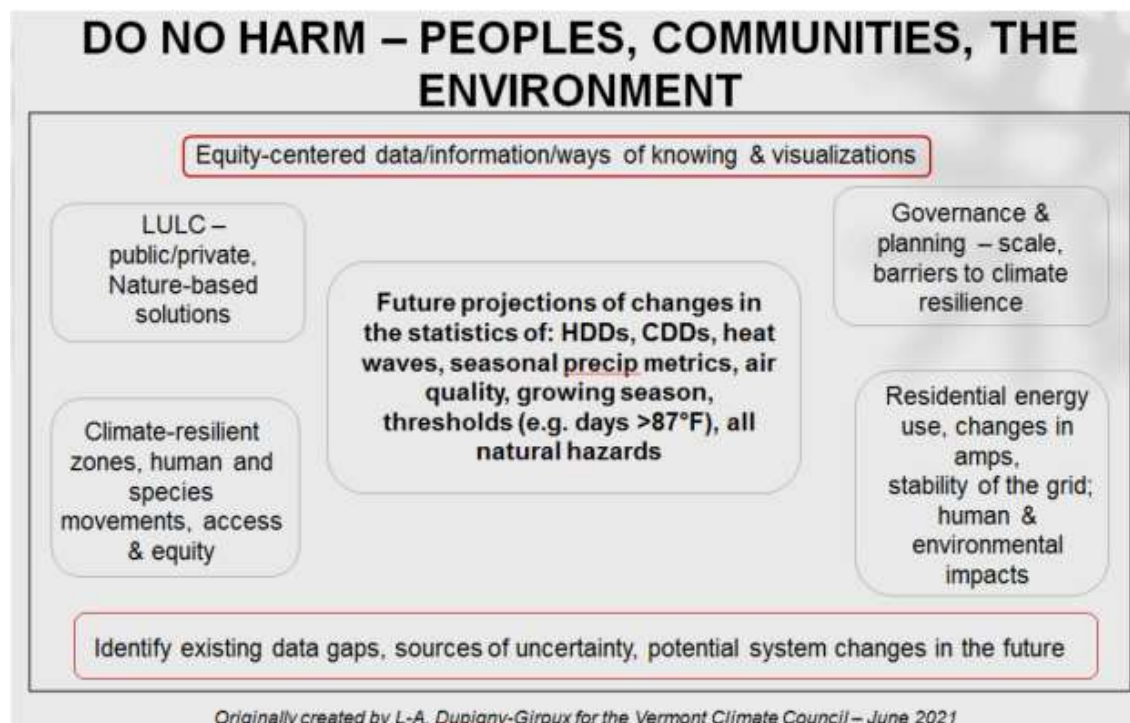 DO NO HARM – PEOPLES, COMMUNITIES, THE
ENVIRONMENT
Equity-centered data/information/ways of knowing & visualizations
LULC –
public/private,
Nature-based
solutions
Governance &
planning – scale,
barriers to climate
resilience
Future projections of changes in
the statistics of: HDDs, CDDs, heat
waves, seasonal precip metrics, air
quality, growing season,
thresholds (e.g. days >87°F), all
natural hazards
Climate-resilient
zones, human and
species
movements, access
& equity
Residential energy
use, changes in
amps,
stability of the grid;
human &
environmental
impacts
Identify existing data gaps, sources of uncertainty, potential system changes in the future
Originally created by L-A. Dupigny-Giroux for the Vermont Climate Council – June 2021